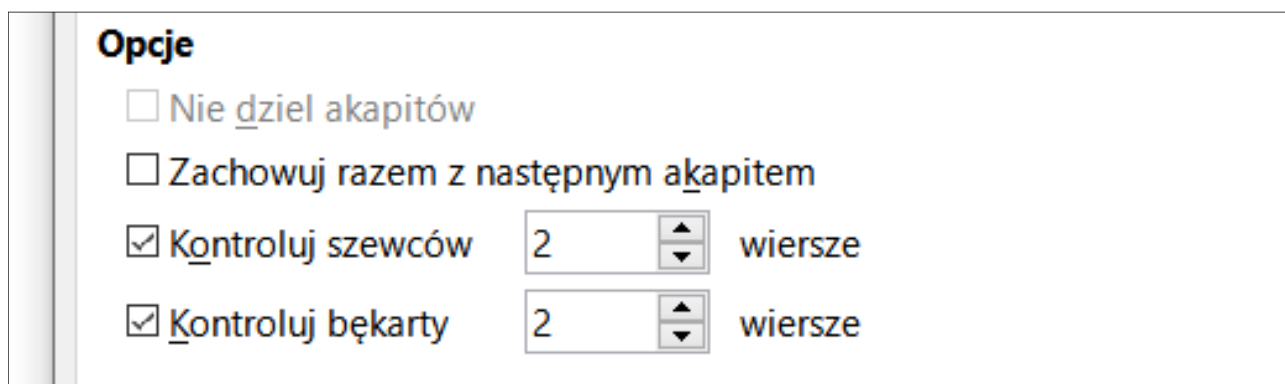 Opcje
Nie dziel akapitów
Zachowuj razem z następnym akapitem
Kontroluj szewców 2 wiersze
Kontroluj bękarty 2 wiersze